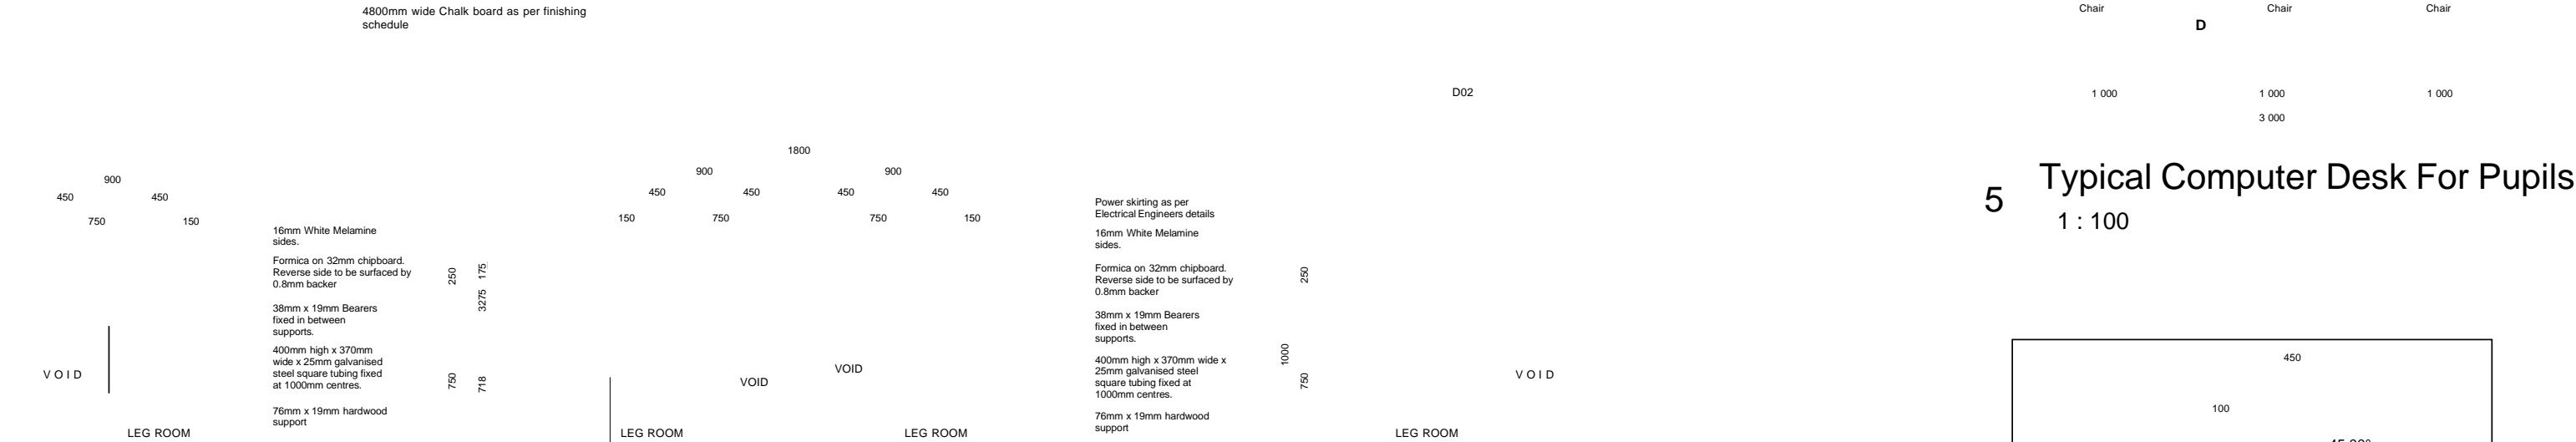 4800mm wide Chalk board as per finishing
schedule
Chair Chair Chair
D
D02
1 000 1 000 1 000
3 000
1800
900
450 450
750 150
900 900
450 450 450 450
150 750 750 150
5 Typical Computer Desk For Pupils
1 : 100
16mm White Melamine
sides.
Formica on 32mm chipboard.
Reverse side to be surfaced by
0.8mm backer
38mm x 19mm Bearers
fixed in between
supports.
400mm high x 370mm
wide x 25mm galvanised
steel square tubing fixed
at 1000mm centres.
76mm x 19mm hardwood
support
250 175
3275
750 718
VOID
LEG ROOM
VOID
VOID
LEG ROOM LEG ROOM
Power skirting as per
Electrical Engineers details
16mm White Melamine
sides.
Formica on 32mm chipboard.
Reverse side to be surfaced by
0.8mm backer
38mm x 19mm Bearers
fixed in between
supports.
400mm high x 370mm wide x
25mm galvanised steel
square tubing fixed at
1000mm centres.
76mm x 19mm hardwood
support
250
1000
750
VOID
LEG ROOM
450
100